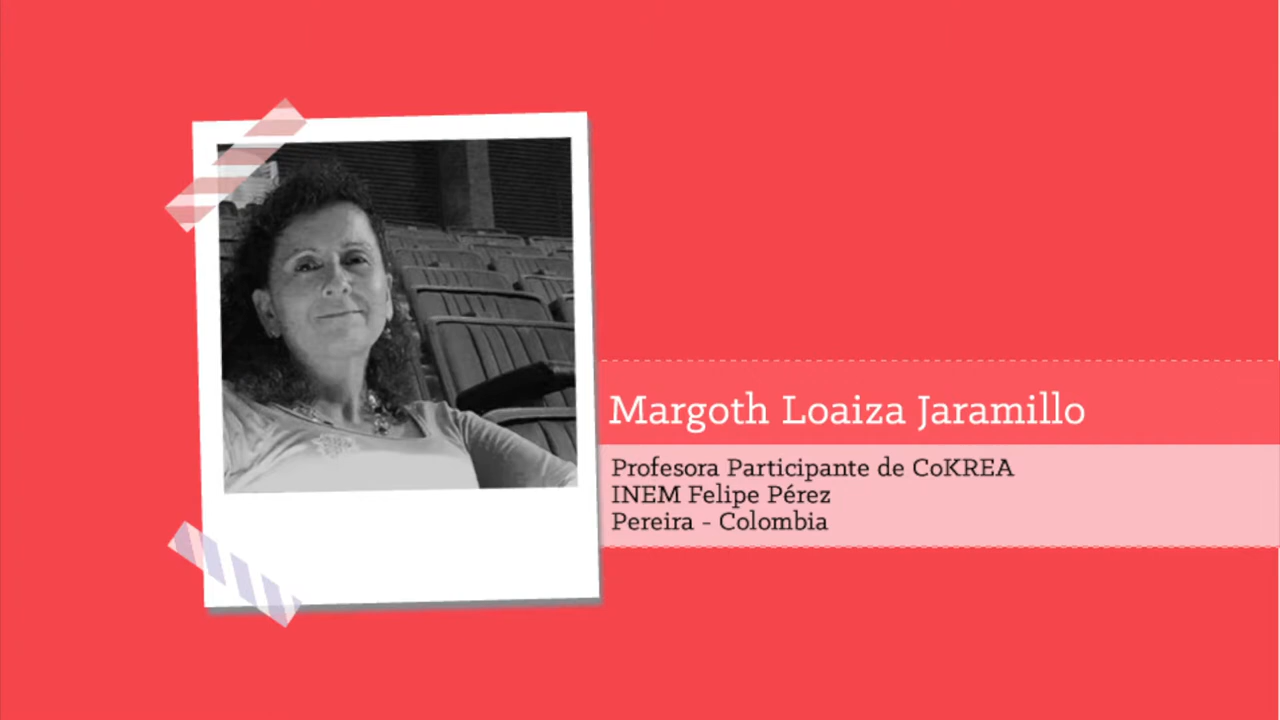 Margoth Loaiza Jaramillo
Profesora Participante de CoKREA
INEM Felipe Pérez
Pereira - Colombia